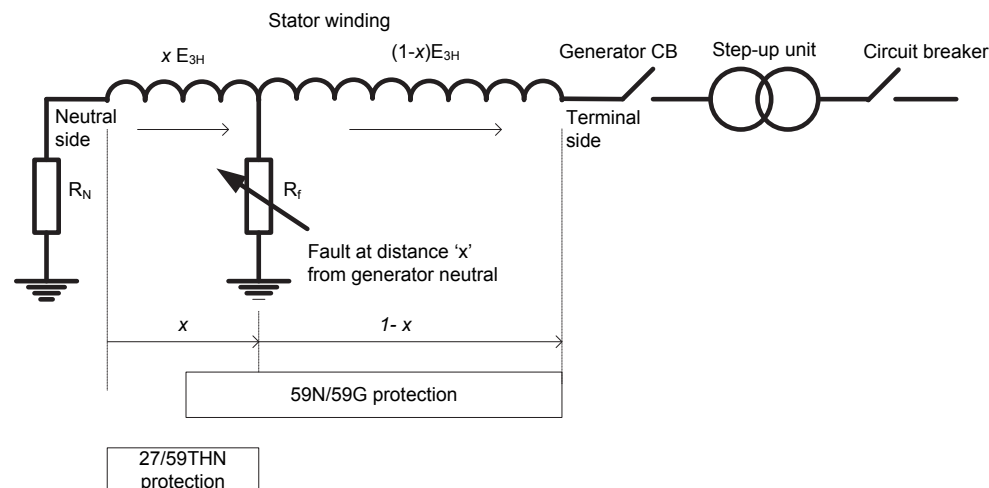 Stator winding
x E3H
(1-x)E3H
Generator CB
Step-up unit
Circuit breaker
Neutral
side
Terminal
side
RN
Rf
Fault at distance ‘x’
from generator neutral
x
1- x
59N/59G protection
27/59THN
protection